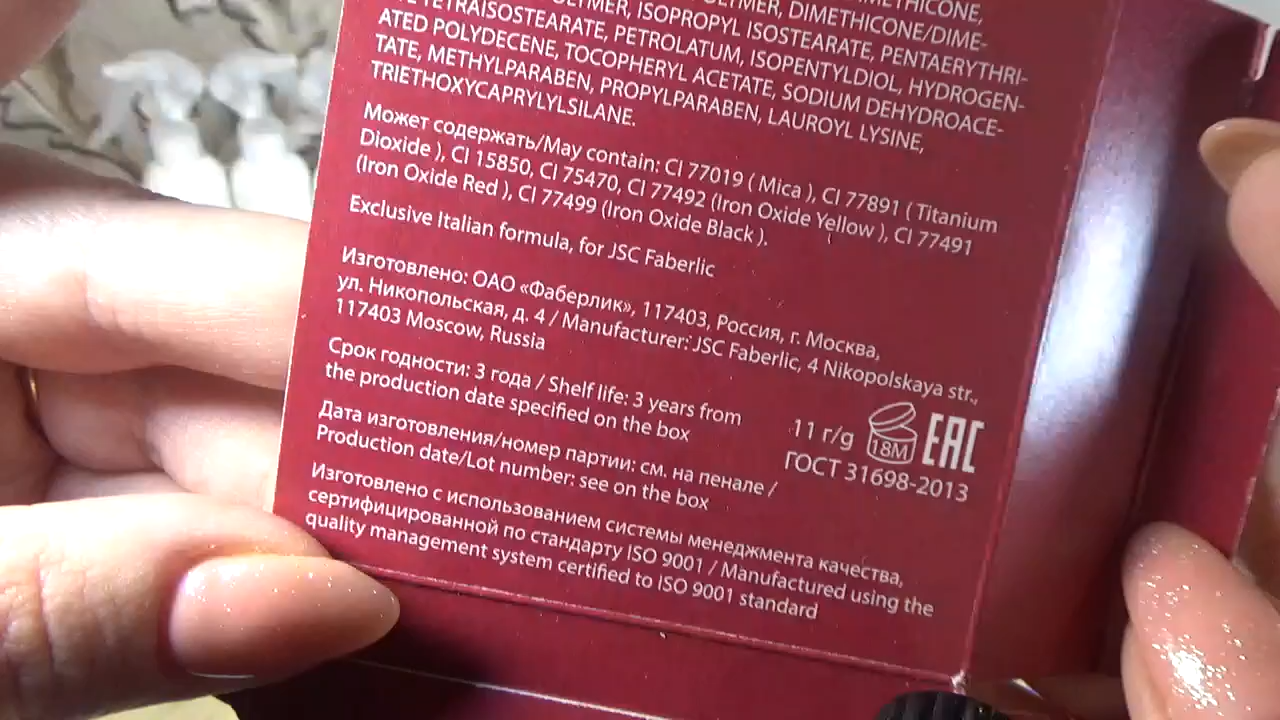 OLYMER, DIMETHICONE,
YMER, ISOPROPYL ISOSTEARATE, DIMETHICONE/DIME-
TETRAISOSTEARATE, PETROLATUM, ISOPENTYLDIOL, PENTAERYTHRI-
ATED POLYDECENE, TOCOPHERYL ACETATE, SODIUM HYDROGEN-
TATE, METHYLPARABEN, PROPYLPARABEN, LAUROYL LYSINE, DEHYDROACE-
TRIETHOXYCAPRYLYLSILANE.
Может содержать/May contain: CI 77019 ( Mica ), CI 77891 ( Titanium
Dioxide ), CI 15850, CI 75470, CI 77492 (Iron Oxide Yellow ), CI 77491
(Iron Oxide Red ), CI 77499 (Iron Oxide Black ).
Exclusive Italian formula, for JSC Faberlic
Изготовлено: ОАО «Фаберлик», 117403, Россия, г. Москва,
ул. Никопольская, д. 4 / Manufacturer: JSC Faberlic, 4 Nikopolskaya str.,
117403 Moscow, Russia
Срок годности: 3 года / Shelf life: 3 years from
the production date specified on the box
11 г/g 18M EAC
ГОСТ 31698-2013
Дата изготовления/номер партии: см. на пенале /
Production date/Lot number: see on the box
Изготовлено с использованием системы менеджмента качества,
сертифицированной по стандарту ISO 9001 / Manufactured using the
quality management system certified to ISO 9001 standard